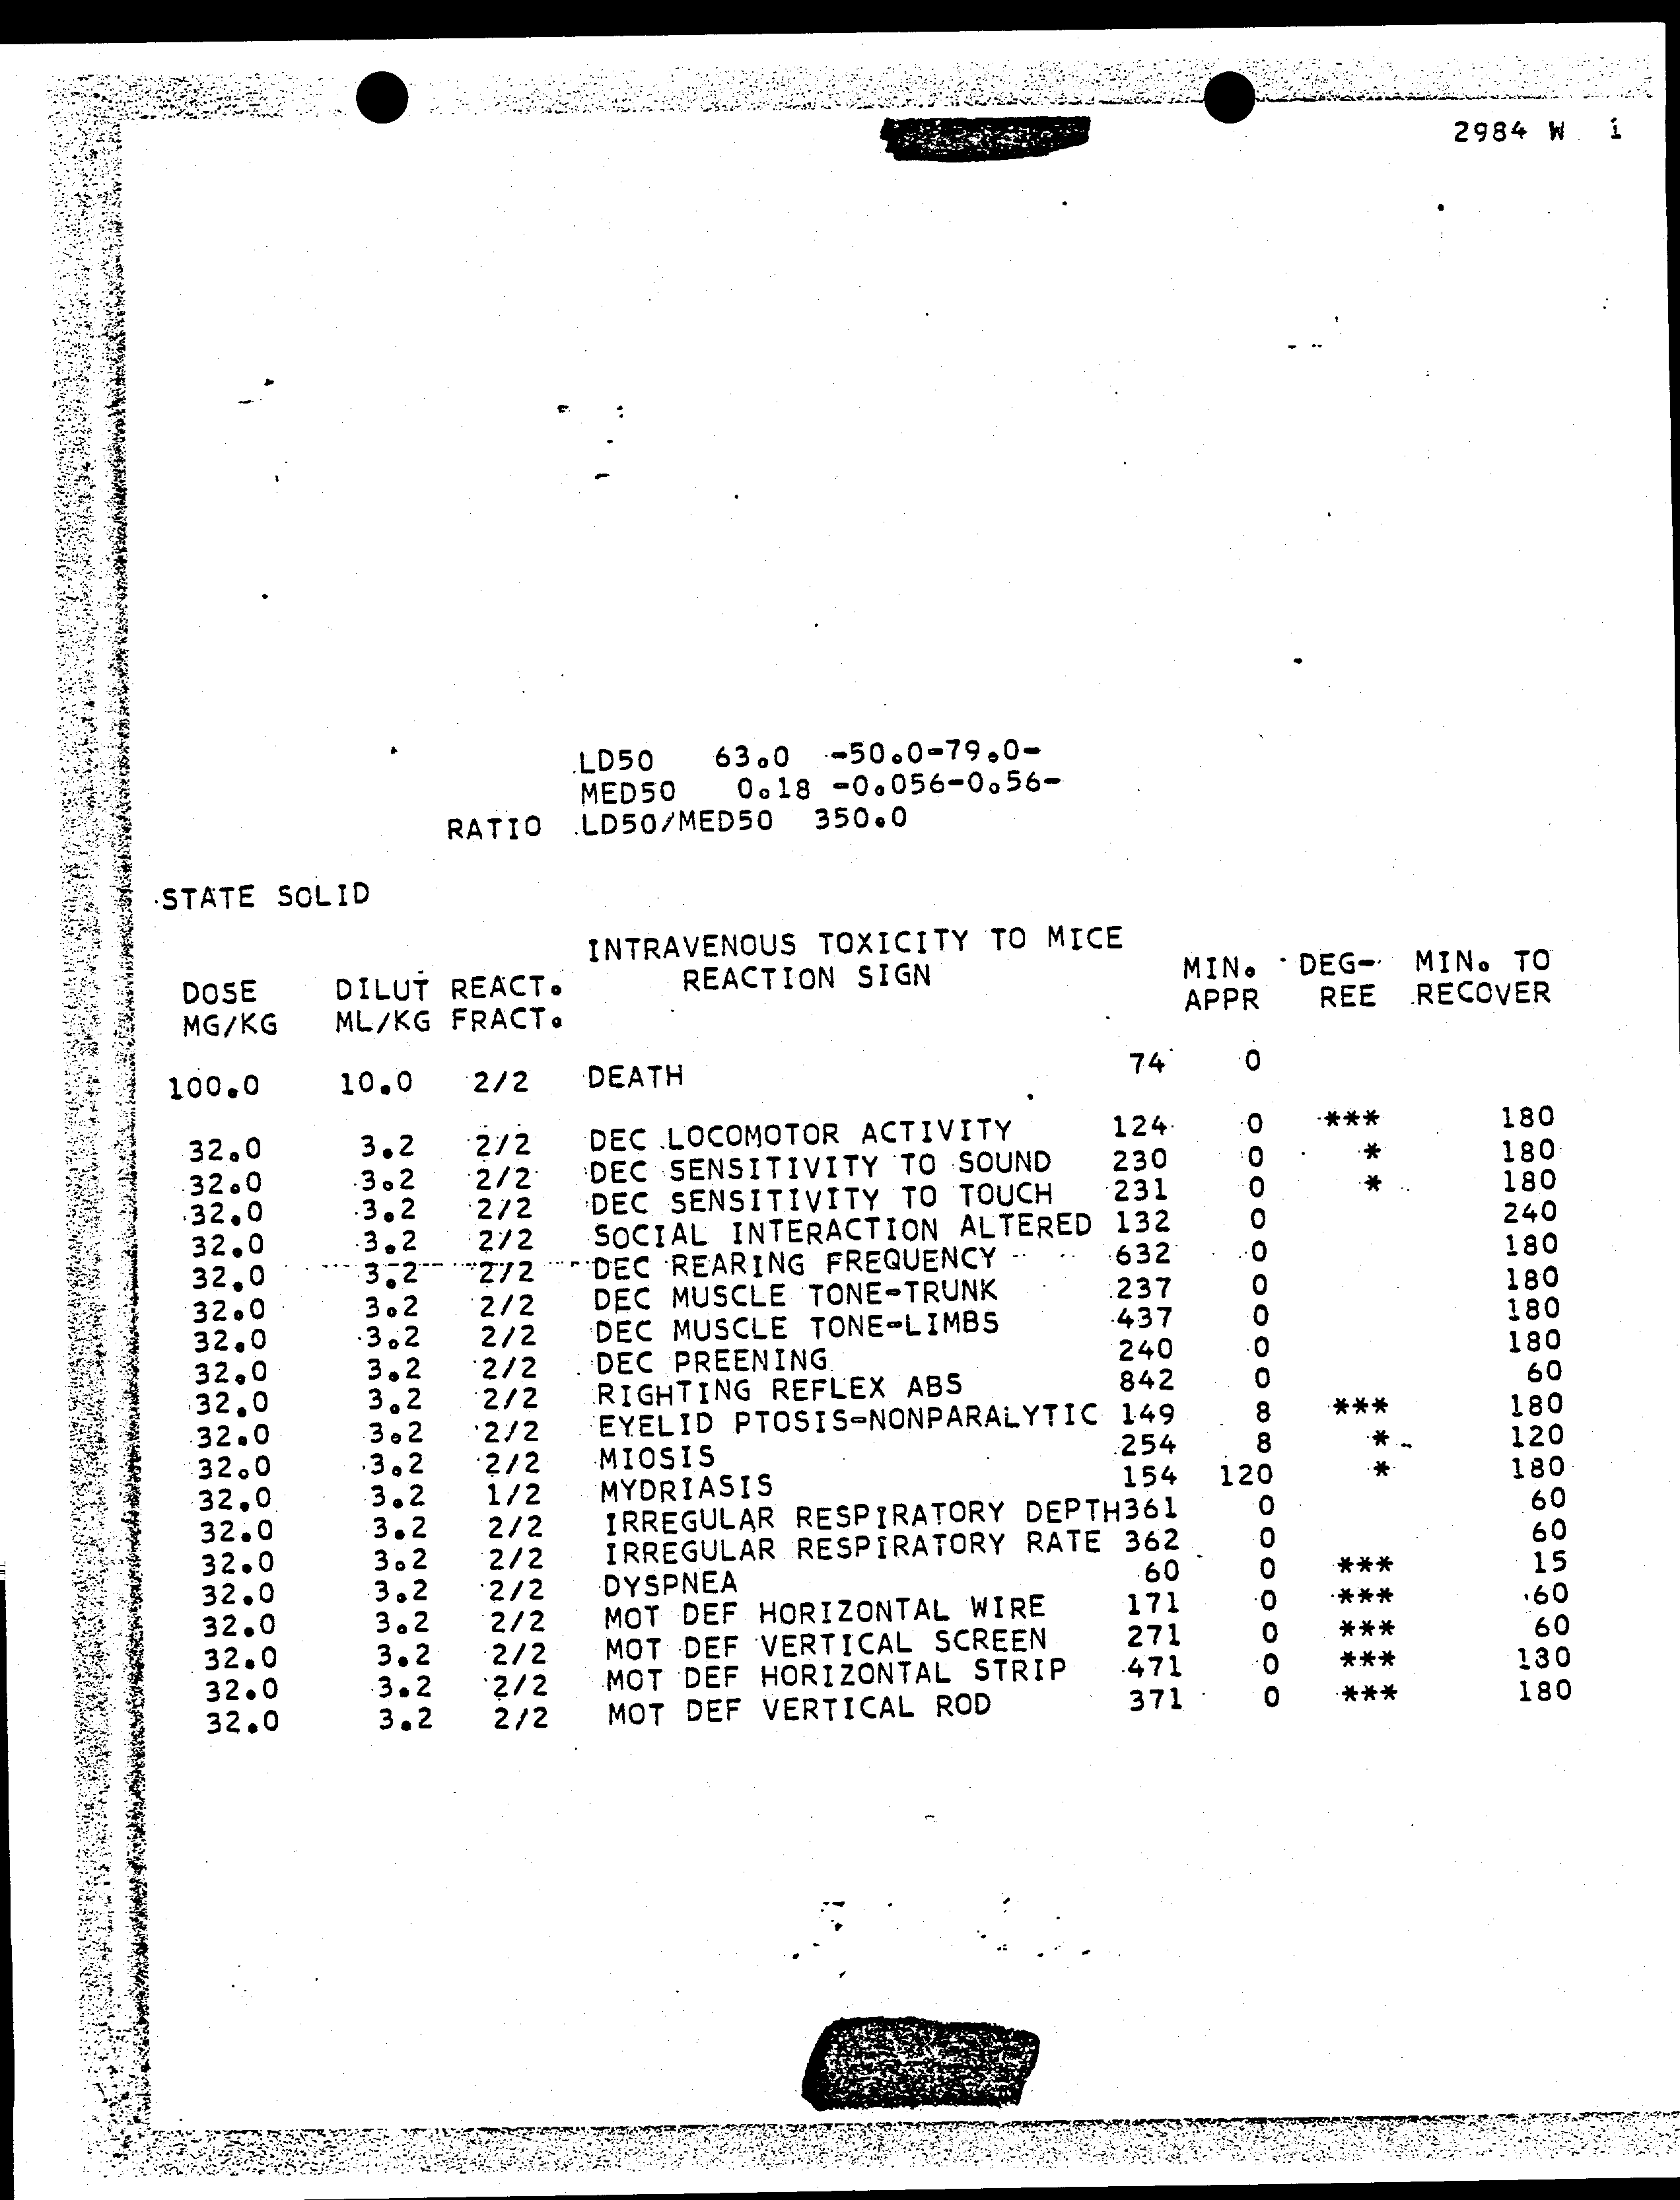 2984 W 1
LD50 63.0 -50.0-79.0-
MED50 0.18 -0.056-0.56-
RATIO LD50/MED50 350.0
STATE SOLID
INTRAVENOUS TOXICITY TO MICE
DOSE DILUT REACT. REACTION SIGN MIN. DEG- MIN. TO
MG/KG ML/KG FRACT. APPR REE RECOVER
100.0 10.0 2/2 DEATH 74 0
32.0 3.2 2/2 DEC LOCOMOTOR ACTIVITY 124 0 *** 180
32.0 3.2 2/2 DEC SENSITIVITY TO SOUND 230 0 * 180
32.0 3.2 2/2 DEC SENSITIVITY TO TOUCH 231 0 * 180
32.0 3.2 2/2 SOCIAL INTERACTION ALTERED 132 0 240
32.0 3.2 2/2 DEC REARING FREQUENCY 632 0 180
32.0 3.2 2/2 DEC MUSCLE TONE-TRUNK 237 0 180
32.0 3.2 2/2 DEC MUSCLE TONE-LIMBS 437 0 180
32.0 3.2 2/2 DEC PREENING 240 0 180
32.0 3.2 2/2 RIGHTING REFLEX ABS 842 0 60
32.0 3.2 2/2 EYELID PTOSIS-NONPARALYTIC 149 8 *** 180
32.0 3.2 2/2 MIOSIS 254 8 * 120
32.0 3.2 1/2 MYDRIASIS 154 120 * 180
32.0 3.2 2/2 IRREGULAR RESPIRATORY DEPTH361 0 60
32.0 3.2 2/2 IRREGULAR RESPIRATORY RATE 362 0 60
32.0 3.2 2/2 DYSPNEA 60 0 *** 15
32.0 3.2 2/2 MOT DEF HORIZONTAL WIRE 171 0 *** 60
32.0 3.2 2/2 MOT DEF VERTICAL SCREEN 271 0 *** 60
32.0 3.2 2/2 MOT DEF HORIZONTAL STRIP 471 0 *** 130
32.0 3.2 2/2 MOT DEF VERTICAL ROD 371 0 *** 180